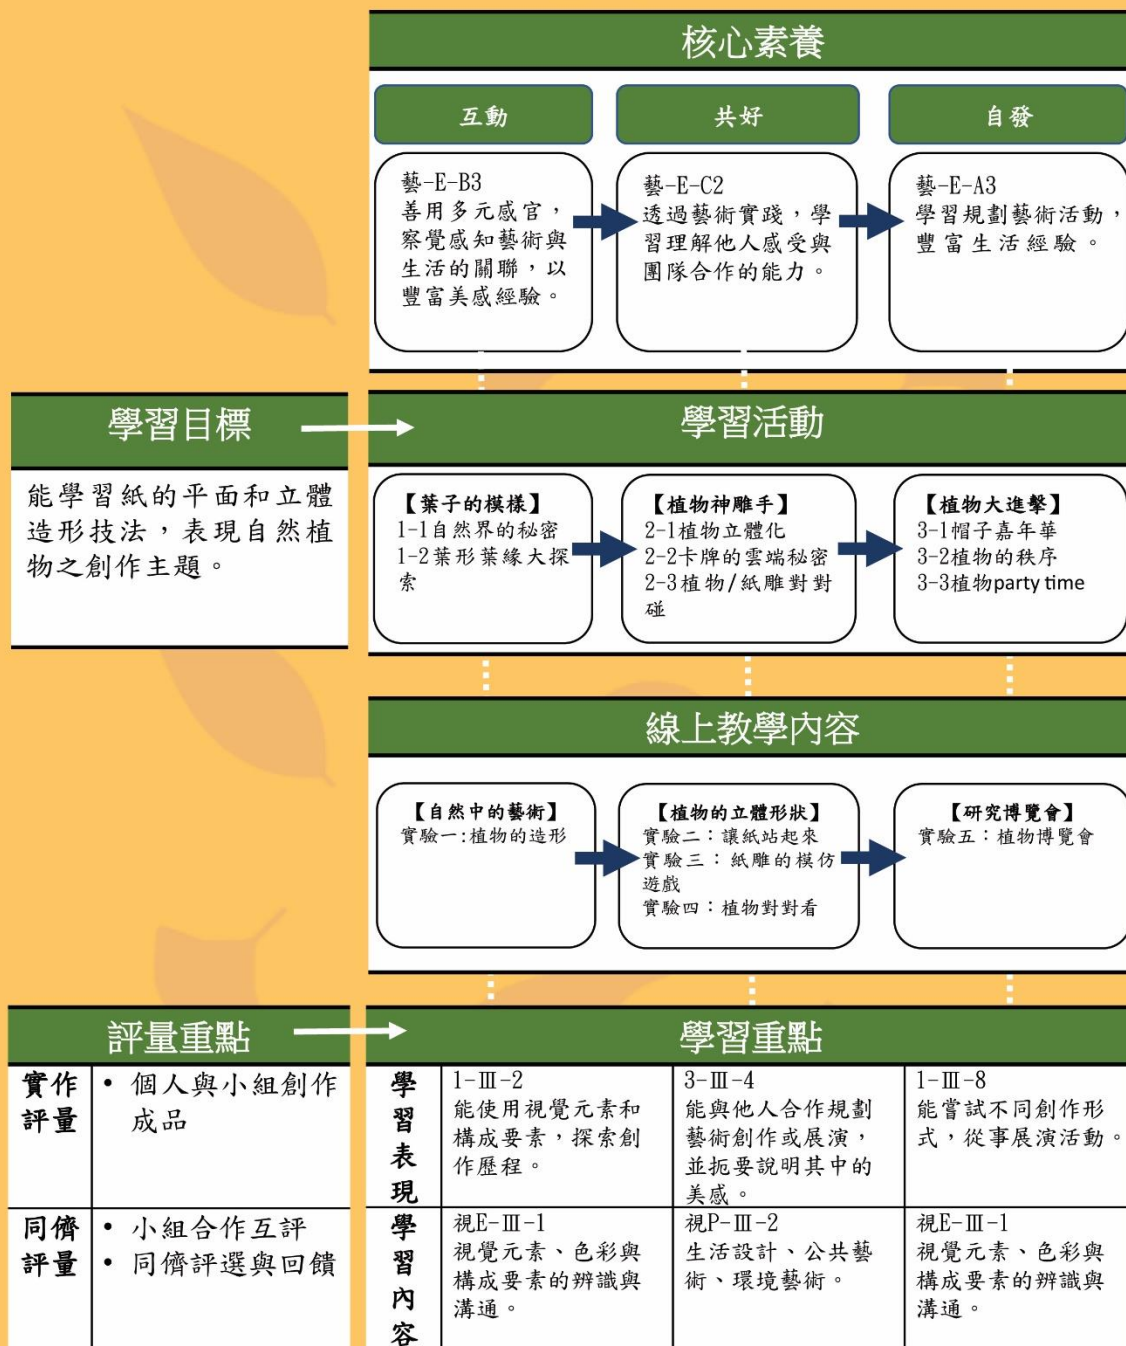 核心素養
互動
共好
自發
藝-E-B3
善用多元感官，
察覺感知藝術與
生活的關聯，以
豐富美感經驗。
藝-E-C2
透過藝術實踐，學
習理解他人感受與
團隊合作的能力。
藝-E-A3
學習規劃藝術活動，
豐富生活經驗。
學習目標
能學習紙的平面和立體
造形技法，表現自然植
物之創作主題。
學習活動
【葉子的模樣】
1-1自然界的秘密
1-2葉形葉緣大探
索
【植物神雕手】
2-1植物立體化
2-2卡牌的雲端秘密
2-3植物/紙雕對對
碰
【植物大進擊】
3-1帽子嘉年華
3-2植物的秩序
3-3植物party time
線上教學內容
【自然中的藝術】
實驗一:植物的造形
【植物的立體形狀】
實驗二：讓紙站起來
實驗三：紙雕的模仿
遊戲
實驗四：植物對對看
【研究博覽會】
實驗五：植物博覽會
評量重點
實作
評量
• 個人與小組創作
成品
同儕
評量
• 小組合作互評
• 同儕評選與回饋
學習重點
學
習
表
現
1-Ⅲ-2
能使用視覺元素和
構成要素，探索創
作歷程。
3-Ⅲ-4
能與他人合作規劃
藝術創作或展演，
並扼要說明其中的
美感。
1-Ⅲ-8
能嘗試不同創作形
式，從事展演活動。
學
習
內
容
視E-Ⅲ-1
視覺元素、色彩與
構成要素的辨識與
溝通。
視P-Ⅲ-2
生活設計、公共藝
術、環境藝術。
視E-Ⅲ-1
視覺元素、色彩與
構成要素的辨識與
溝通。